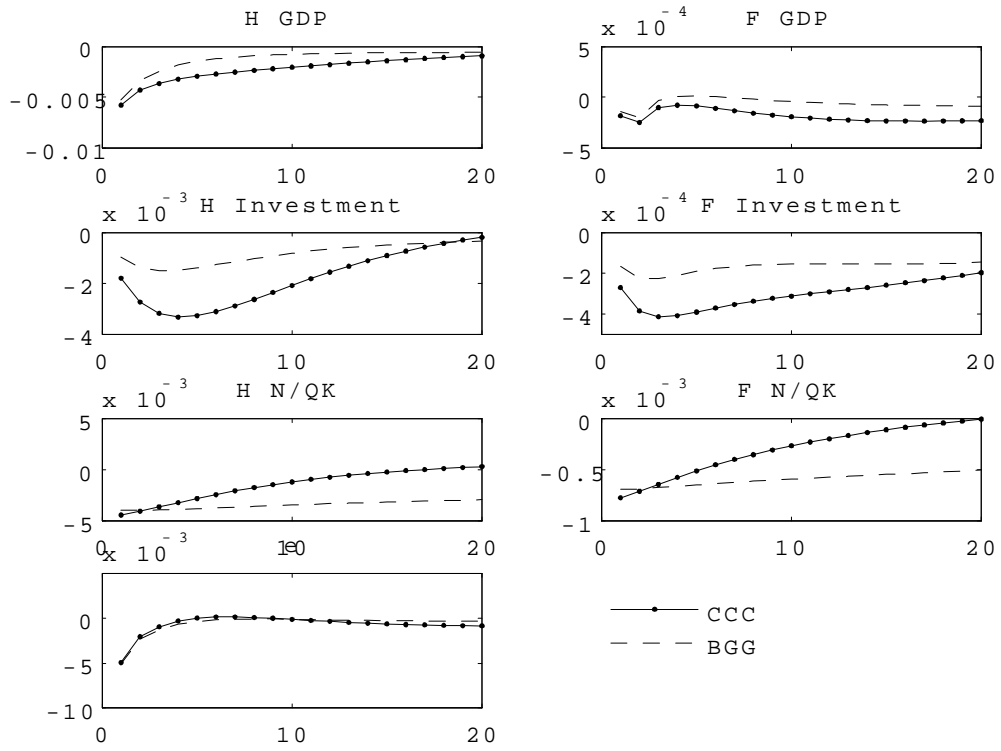 H GDP
0
-0.005
-0.01
0 10 20
F GDP
x 10 -4
5
0
-5
0 10 20
H Investment
x 10 -3
0
-2
-4
0 10 20
F Investment
x 10 -4
0
-2
-4
0 10 20
H N/QK
x 10 -3
5
0
-5
0 10 20
F N/QK
x 10 -3
0
-0.5
-1
0 10 20
e
x 10 -3
0
-5
-10
0 10 20
CCC
BGG